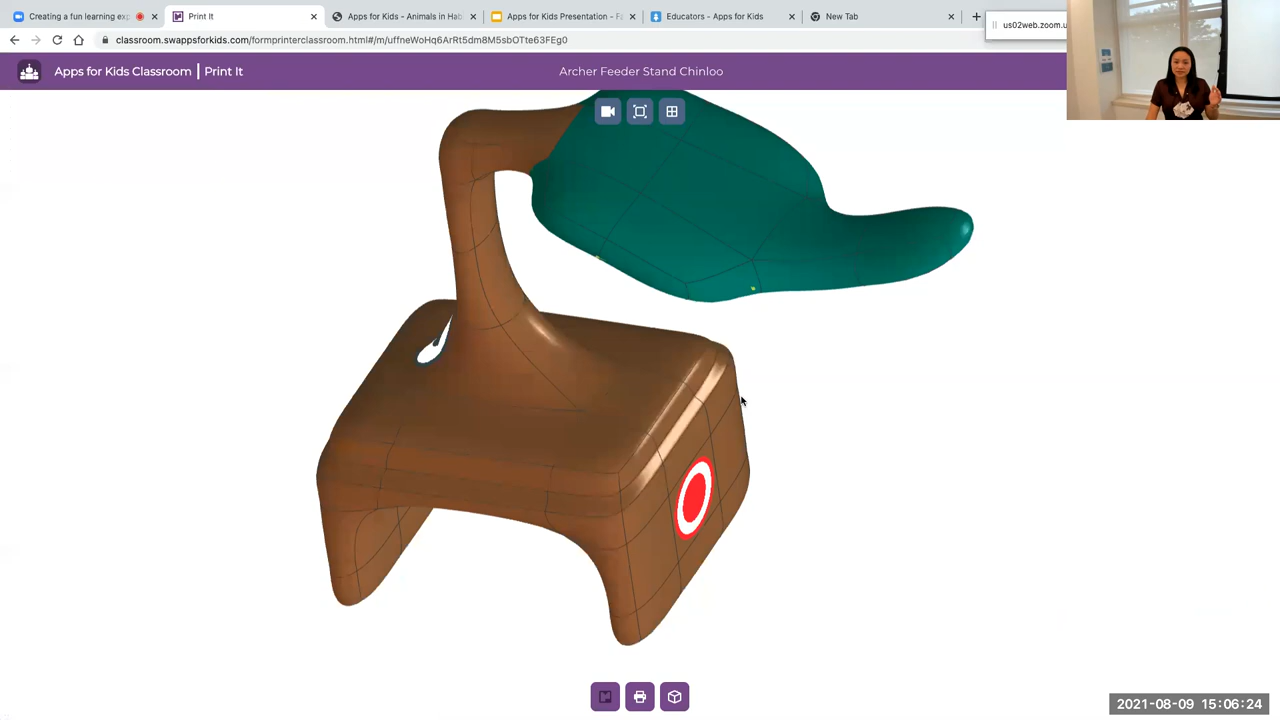 Creating a fun learning exp
Print It
Apps for Kids - Animals in Hab
Apps for Kids Presentation - Fa
Educators - Apps for Kids
New Tab
us02web.zoom.u
classroom.swappsforkids.com/formprinterclassroom.html#/m/uffneWoHq6ArRt5dm8M5sbOTte63FEg0
Apps for Kids Classroom | Print It
Archer Feeder Stand Chinloo
2021-08-09 15:06:24